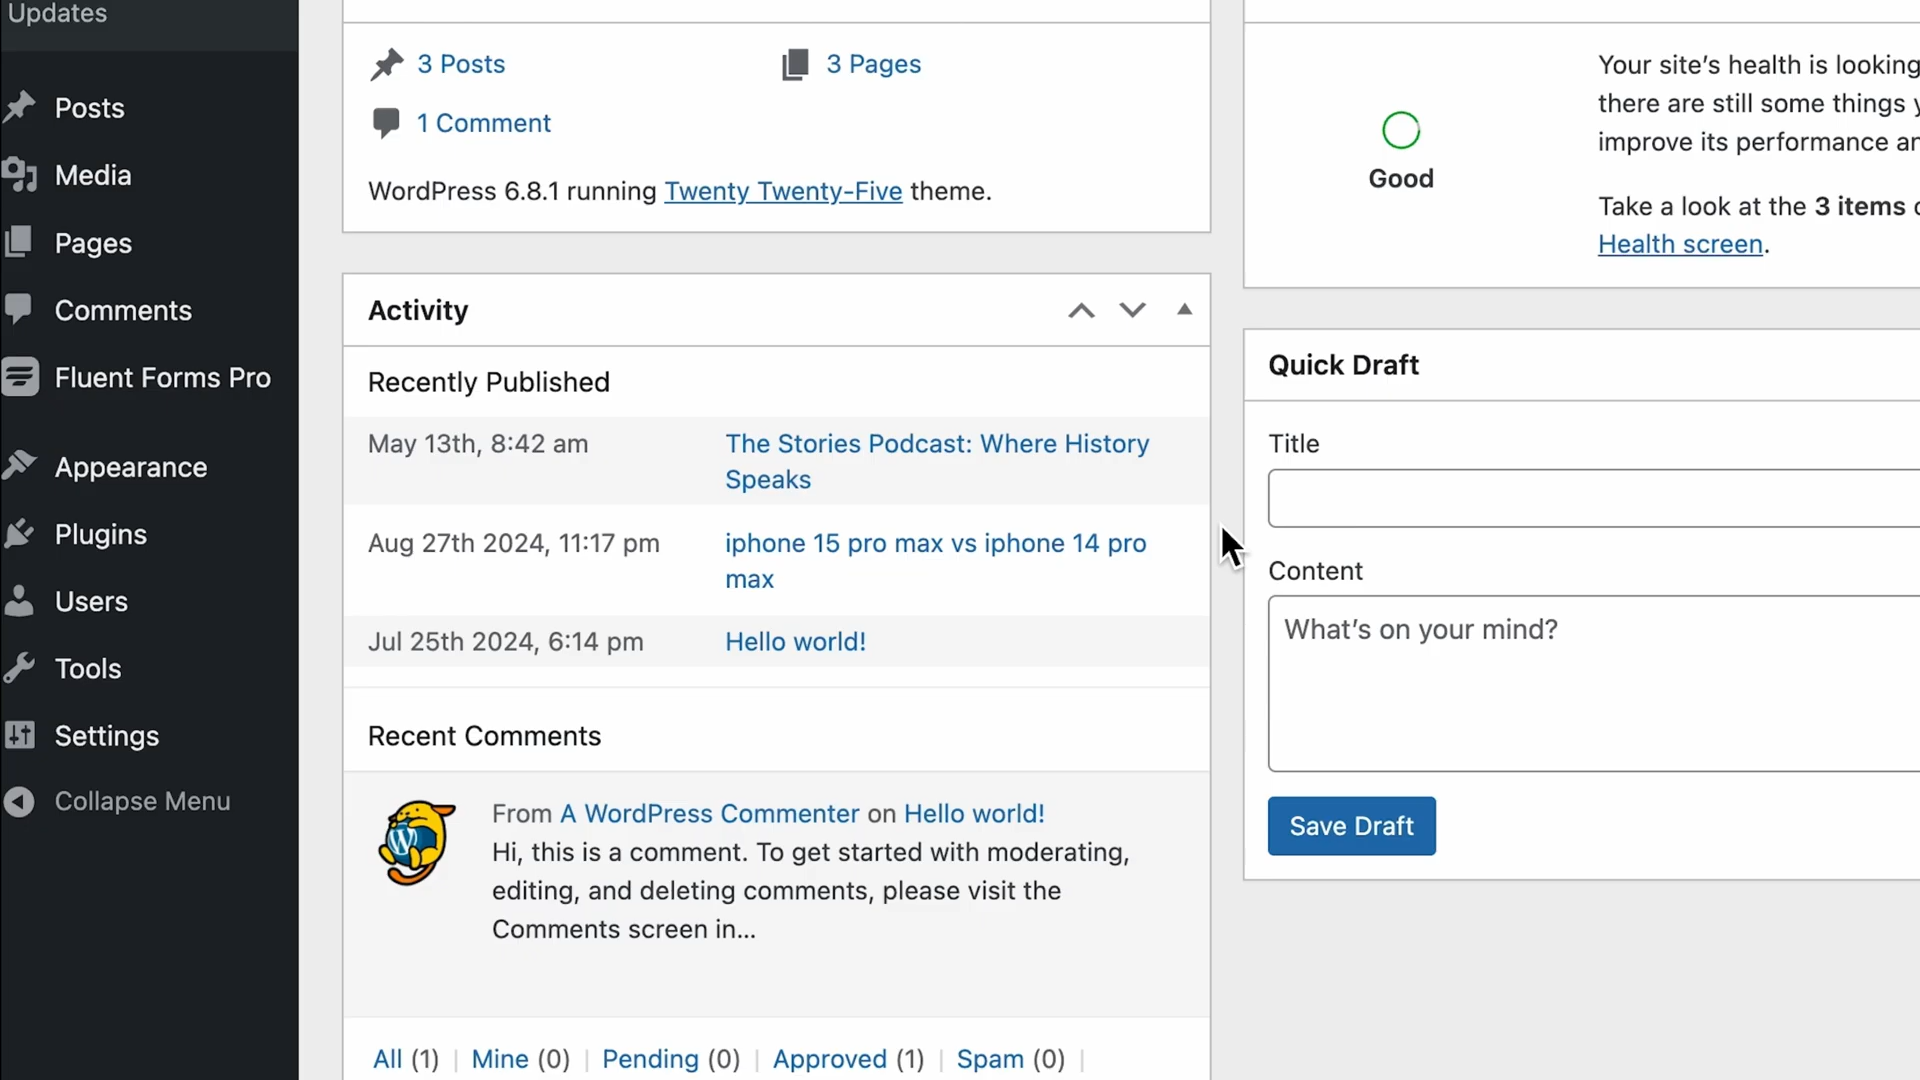 Updates
Posts
Media
Pages
Comments
Fluent Forms Pro
Appearance
Plugins
Users
Tools
Settings
Collapse Menu
3 Posts
3 Pages
1 Comment
WordPress 6.8.1 running Twenty Twenty-Five theme.
Activity
Recently Published
May 13th, 8:42 am
The Stories Podcast: Where History
Speaks
Aug 27th 2024, 11:17 pm
iphone 15 pro max vs iphone 14 pro
max
Jul 25th 2024, 6:14 pm
Hello world!
Recent Comments
From A WordPress Commenter on Hello world!
Hi, this is a comment. To get started with moderating,
editing, and deleting comments, please visit the
Comments screen in...
All (1) | Mine (0) | Pending (0) | Approved (1) | Spam (0) |
Good
Your site's health is looking
there are still some things
improve its performance
Take a look at the 3 items
Health screen.
Quick Draft
Title
Content
What's on your mind?
Save Draft